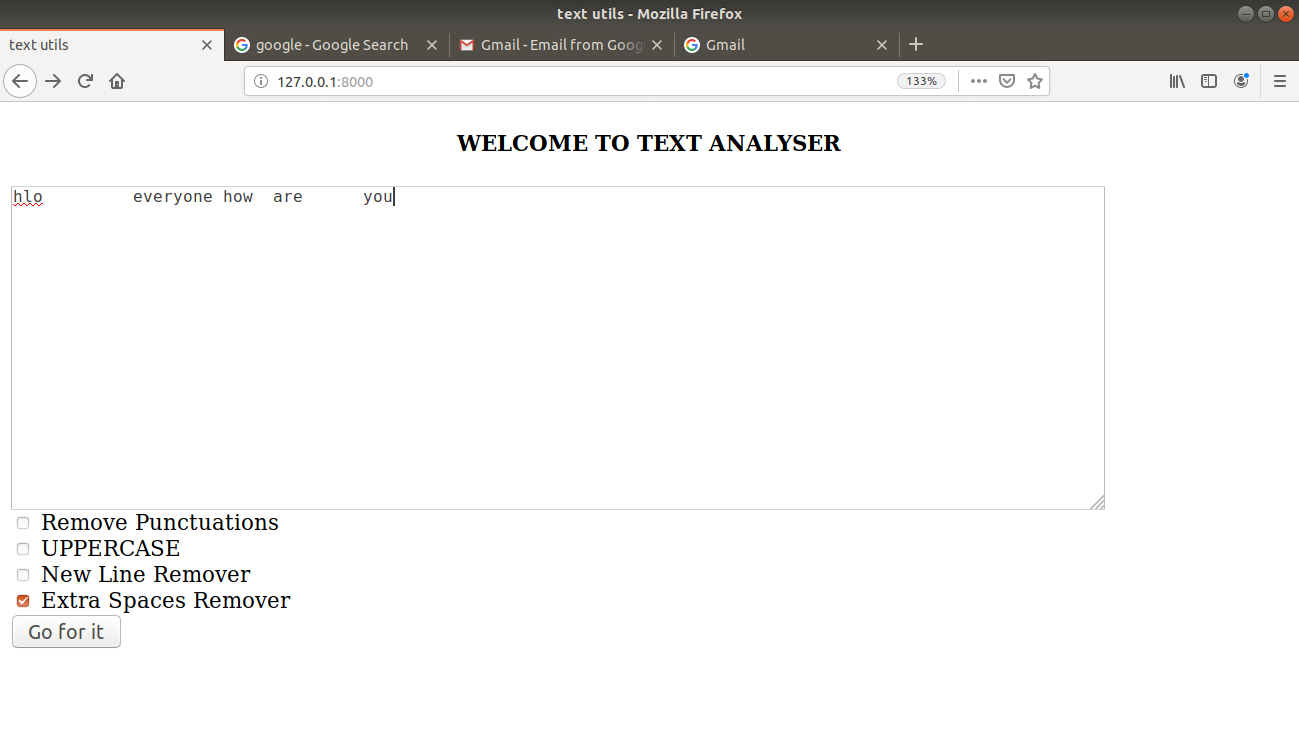 text utils - Mozilla Firefox
text utils google - Google Search Gmail - Email from Goog Gmail
127.0.0.1:8000 133%
WELCOME TO TEXT ANALYSER
hlo         everyone how  are      you
Remove Punctuations
UPPERCASE
New Line Remover
Extra Spaces Remover
Go for it